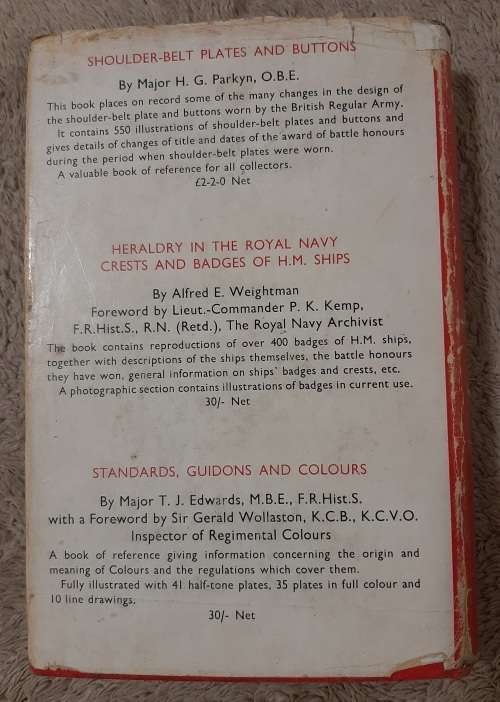 SHOULDER-BELT PLATES AND BUTTONS
By Major H. G. Parkyn, O.B.E.
This book places on record some of the many changes in the design of
the shoulder-belt plate and buttons worn by the British Regular Army.
It contains 550 illustrations of shoulder-belt plates and buttons and
gives details of changes of title and dates of the award of battle honours
during the period when shoulder-belt plates were worn.
A valuable book of reference for all collectors.
£2-2-0 Net
HERALDRY IN THE ROYAL NAVY
CRESTS AND BADGES OF H.M. SHIPS
By Alfred E. Weightman
Foreword by Lieut.-Commander P. K. Kemp,
F.R.Hist.S., R.N. (Retd.), The Royal Navy Archivist
The book contains reproductions of over 400 badges of H.M. ships,
together with descriptions of the ships themselves, the battle honours
they have won, general information on ships' badges and crests, etc.
A photographic section contains illustrations of badges in current use.
30/- Net
STANDARDS, GUIDONS AND COLOURS
By Major T. J. Edwards, M.B.E., F.R.Hist.S.
with a Foreword by Sir Gerald Wollaston, K.C.B., K.C.V.O.
Inspector of Regimental Colours
A book of reference giving information concerning the origin and
meaning of Colours and the regulations which cover them.
Fully illustrated with 41 half-tone plates, 35 plates in full colour and
10 line drawings.
30/- Net